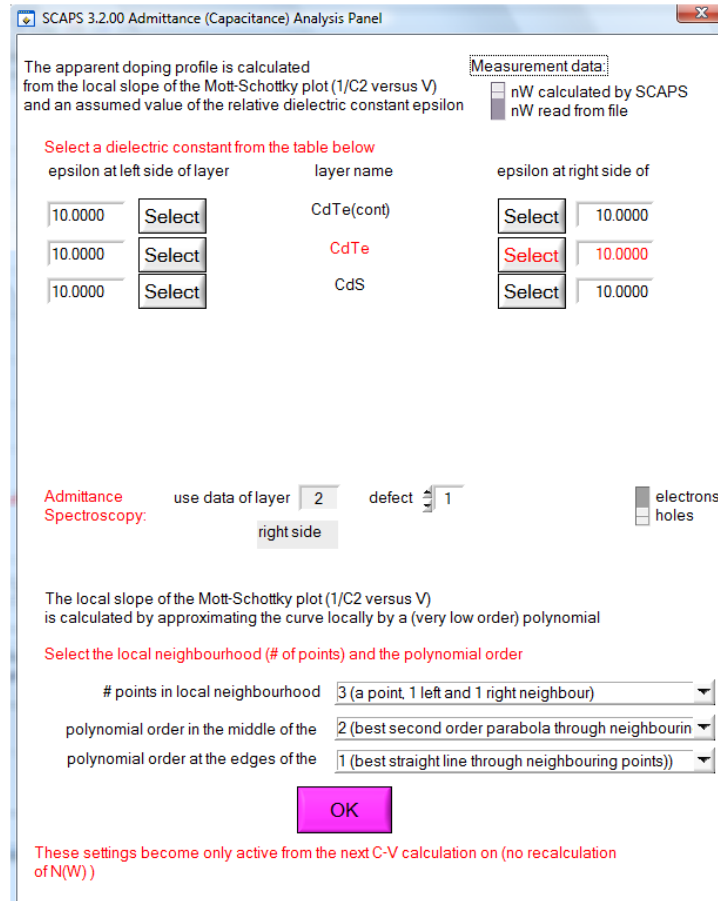 SCAPS 3.2.00 Admittance (Capacitance) Analysis Panel
The apparent doping profile is calculated
from the local slope of the Mott-Schottky plot (1/C2 versus V)
and an assumed value of the relative dielectric constant epsilon
Measurement data:
nW calculated by SCAPS
nW read from file
Select a dielectric constant from the table below
epsilon at left side of layer layer name epsilon at right side of
10.0000 Select CdTe(cont) Select 10.0000
10.0000 Select CdTe Select 10.0000
10.0000 Select CdS Select 10.0000
Admittance
Spectroscopy:
use data of layer 2 defect 1
right side
electrons
holes
The local slope of the Mott-Schottky plot (1/C2 versus V)
is calculated by approximating the curve locally by a (very low order) polynomial
Select the local neighbourhood (# of points) and the polynomial order
# points in local neighbourhood 3 (a point, 1 left and 1 right neighbour)
polynomial order in the middle of the 2 (best second order parabola through neighbourin
polynomial order at the edges of the 1 (best straight line through neighbouring points))
OK
These settings become only active from the next C-V calculation on (no recalculation
of N(W) )